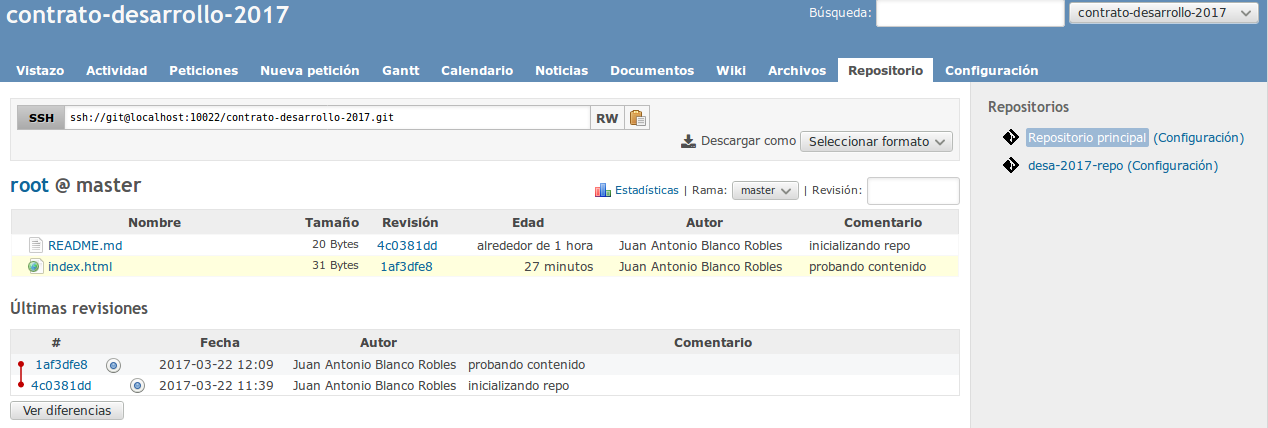 contrato-desarrollo-2017
Búsqueda: contrato-desarrollo-2017
Vistazo Actividad Peticiones Nueva petición Gantt Calendario Noticias Documentos Wiki Archivos Repositorio Configuración
SSH ssh://git@localhost:10022/contrato-desarrollo-2017.git RW
Descargar como Seleccionar formato
root @ master
Estadísticas | Rama: master | Revisión:
Nombre Tamaño Revisión Edad Autor Comentario
README.md 20 Bytes 4c0381dd alrededor de 1 hora Juan Antonio Blanco Robles inicializando repo
index.html 31 Bytes 1af3dfe8 27 minutos Juan Antonio Blanco Robles probando contenido
Últimas revisiones
# Fecha Autor Comentario
1af3dfe8 2017-03-22 12:09 Juan Antonio Blanco Robles probando contenido
4c0381dd 2017-03-22 11:39 Juan Antonio Blanco Robles inicializando repo
Ver diferencias
Repositorios
Repositorio principal (Configuración)
desa-2017-repo (Configuración)